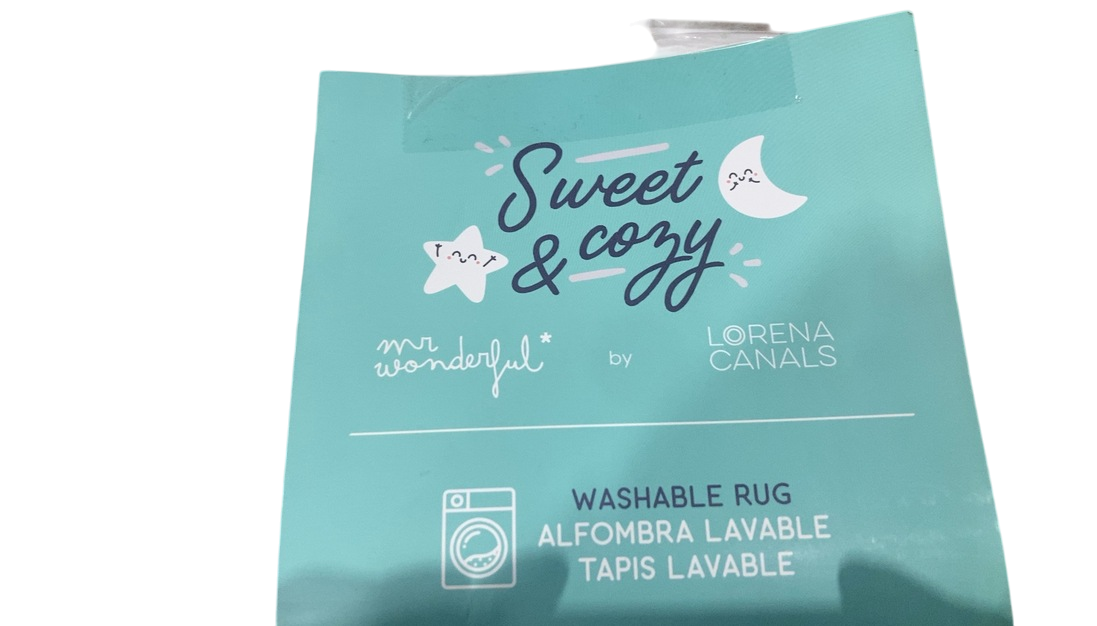 Sweet
& cozy
mr
wonderful*
by
LORENA
CANALS
WASHABLE RUG
ALFOMBRA LAVABLE
TAPIS LAVABLE